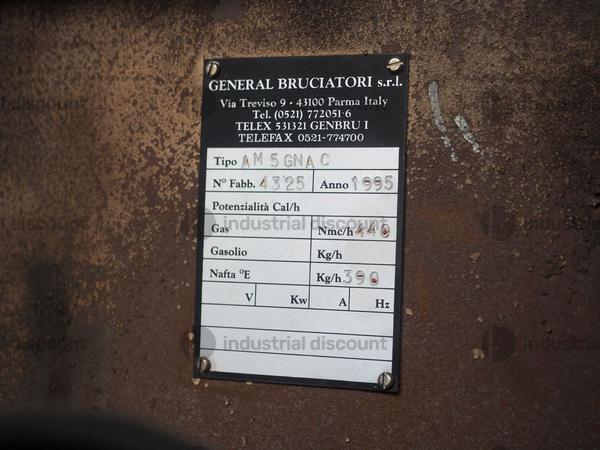 GENERAL BRUCIATORI s.r.l.
Via Treviso 9 - 43100 Parma Italy
Tel. (0521) 772051-6
TELEX 531321 GENBRU I
TELEFAX 0521-774700
Tipo AM 5 GNA C
N° Fabb. 4325 Anno 1995
Potenzialità Cal/h
industrial discount
Gas Nmc/h 440
Gasolio Kg/h
Nafta °E Kg/h 390
V Kw A Hz
industrial discount